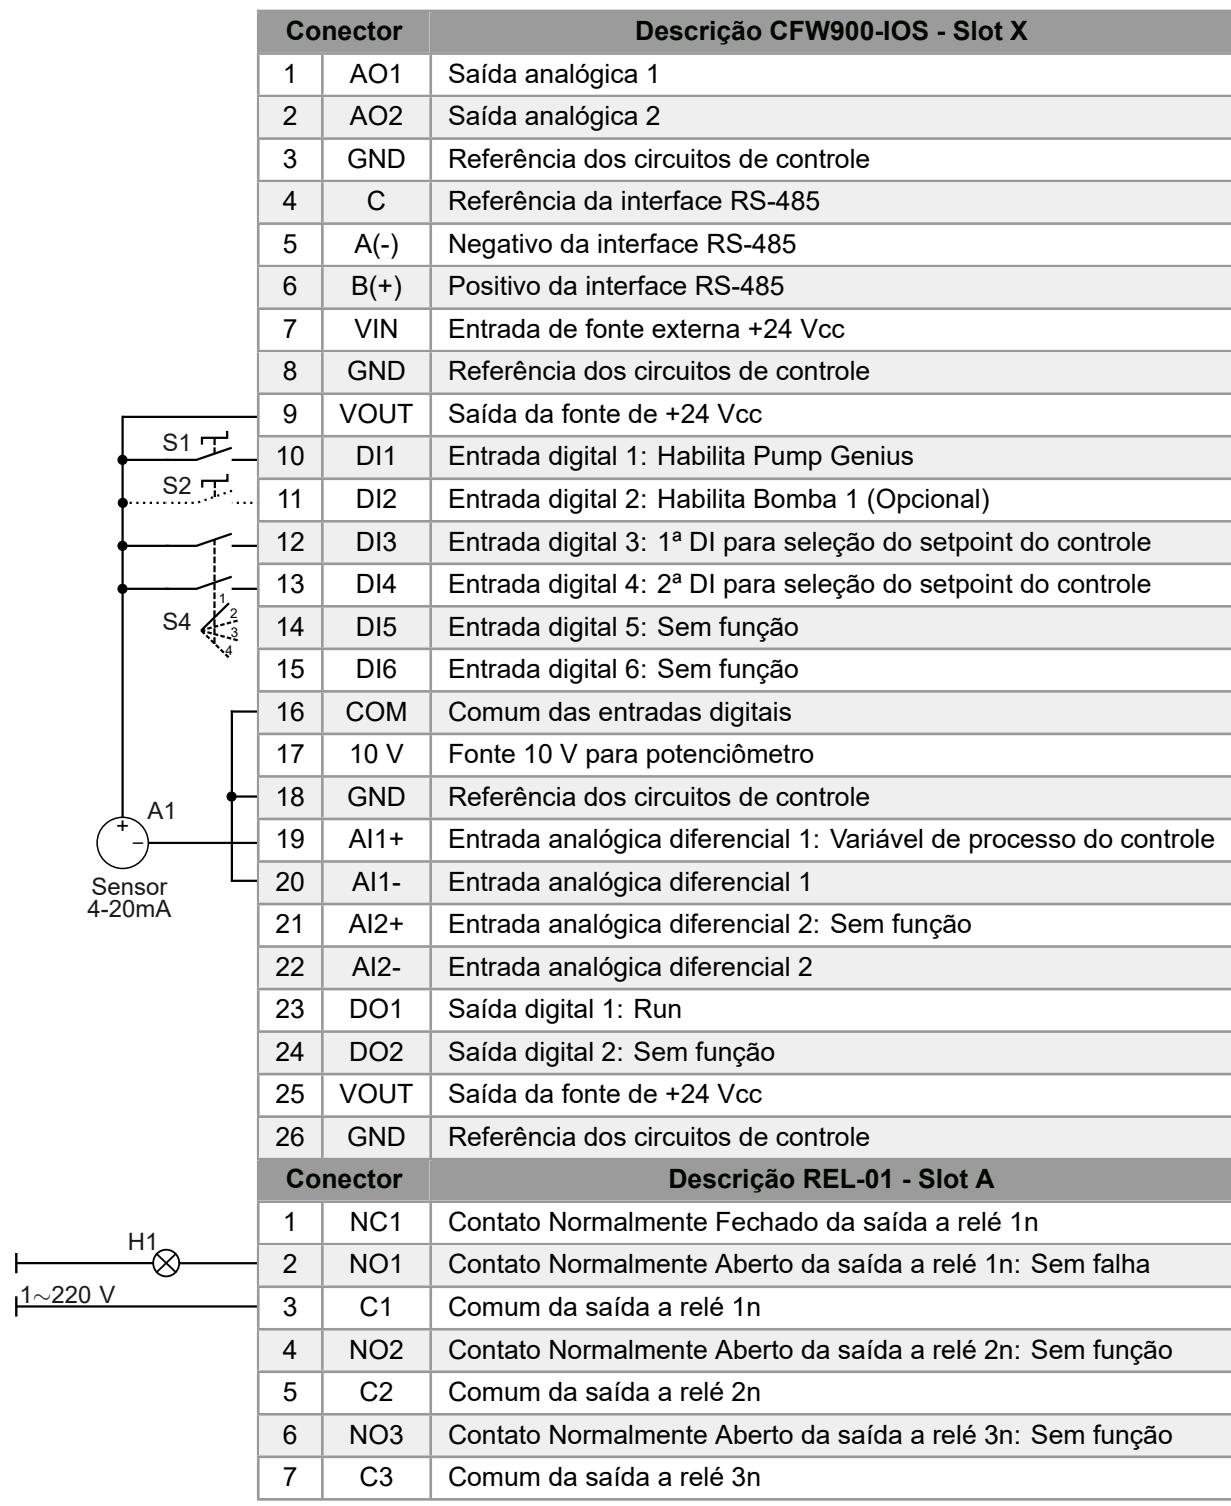 Conector Descrição CFW900-IOS - Slot X
1 AO1 Saída analógica 1
2 AO2 Saída analógica 2
3 GND Referência dos circuitos de controle
4 C Referência da interface RS-485
5 A(-) Negativo da interface RS-485
6 B(+) Positivo da interface RS-485
7 VIN Entrada de fonte externa +24 Vcc
8 GND Referência dos circuitos de controle
9 VOUT Saída da fonte de +24 Vcc
S1 10 DI1 Entrada digital 1: Habilita Pump Genius
S2 11 DI2 Entrada digital 2: Habilita Bomba 1 (Opcional)
12 DI3 Entrada digital 3: 1ª DI para seleção do setpoint do controle
13 DI4 Entrada digital 4: 2ª DI para seleção do setpoint do controle
S4 1 2 3 4 14 DI5 Entrada digital 5: Sem função
15 DI6 Entrada digital 6: Sem função
16 COM Comum das entradas digitais
17 10 V Fonte 10 V para potenciômetro
A1 18 GND Referência dos circuitos de controle
+ − 19 AI1+ Entrada analógica diferencial 1: Variável de processo do controle
Sensor 20 AI1- Entrada analógica diferencial 1
4-20mA
21 AI2+ Entrada analógica diferencial 2: Sem função
22 AI2- Entrada analógica diferencial 2
23 DO1 Saída digital 1: Run
24 DO2 Saída digital 2: Sem função
25 VOUT Saída da fonte de +24 Vcc
26 GND Referência dos circuitos de controle
Conector Descrição REL-01 - Slot A
1 NC1 Contato Normalmente Fechado da saída a relé 1n
H1 2 NO1 Contato Normalmente Aberto da saída a relé 1n: Sem falha
1~220 V 3 C1 Comum da saída a relé 1n
4 NO2 Contato Normalmente Aberto da saída a relé 2n: Sem função
5 C2 Comum da saída a relé 2n
6 NO3 Contato Normalmente Aberto da saída a relé 3n: Sem função
7 C3 Comum da saída a relé 3n